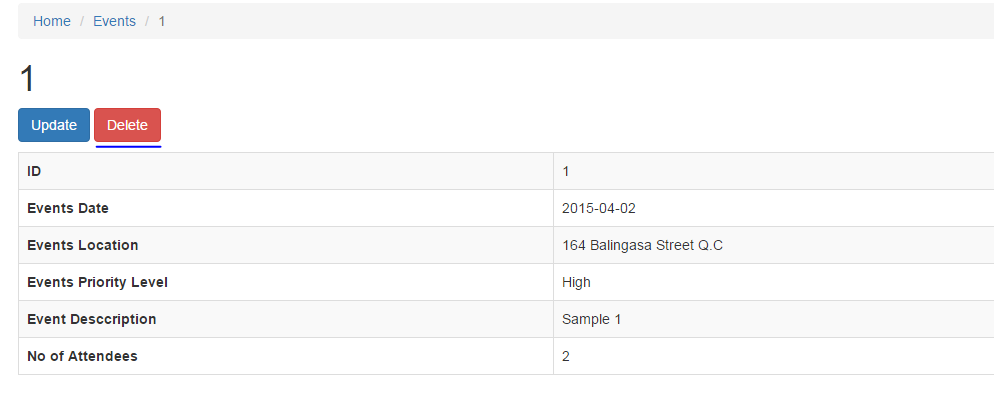 Home / Events / 1
1
Update Delete
ID 1
Events Date 2015-04-02
Events Location 164 Balingasa Street Q.C
Events Priority Level High
Event Desccription Sample 1
No of Attendees 2